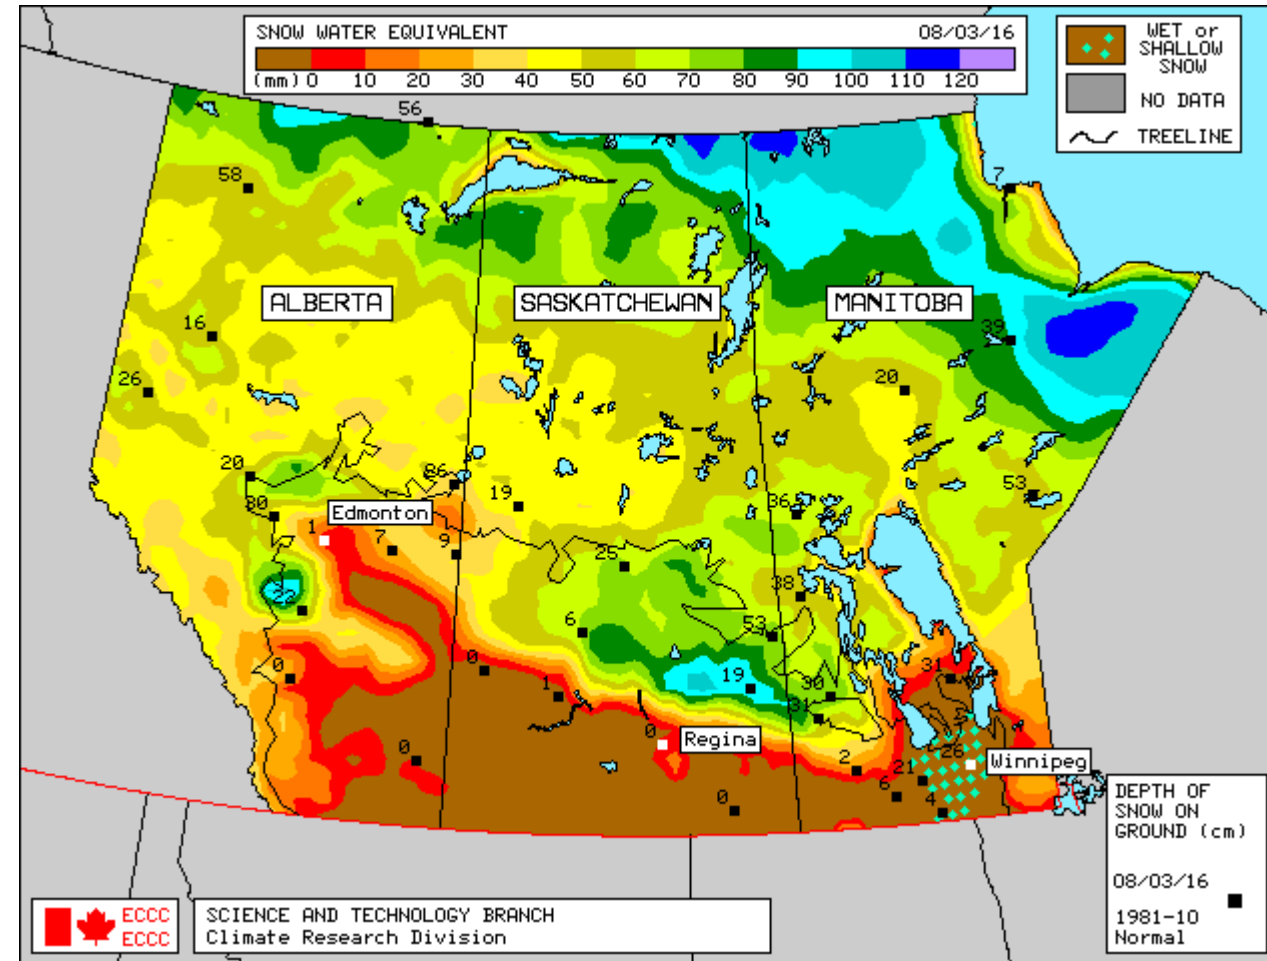 SNOW WATER EQUIVALENT 08/03/16
(mm) 0 10 20 30 40 50 60 70 80 90 100 110 120
WET or
SHALLOW
SNOW
NO DATA
TREELINE
56
58
7
ALBERTA
SASKATCHEWAN
MANITOBA
16
39
26
20
20
86
19
53
30
Edmonton
36
1
7
9
25
22
38
6
53
0
0
1
19
30
31
31
0
Regina
0
2
26
Winnipeg
21
6
4
0
DEPTH OF
SNOW ON
GROUND (cm)
08/03/16
1981-10
Normal
ECCC
ECCC
SCIENCE AND TECHNOLOGY BRANCH
Climate Research Division